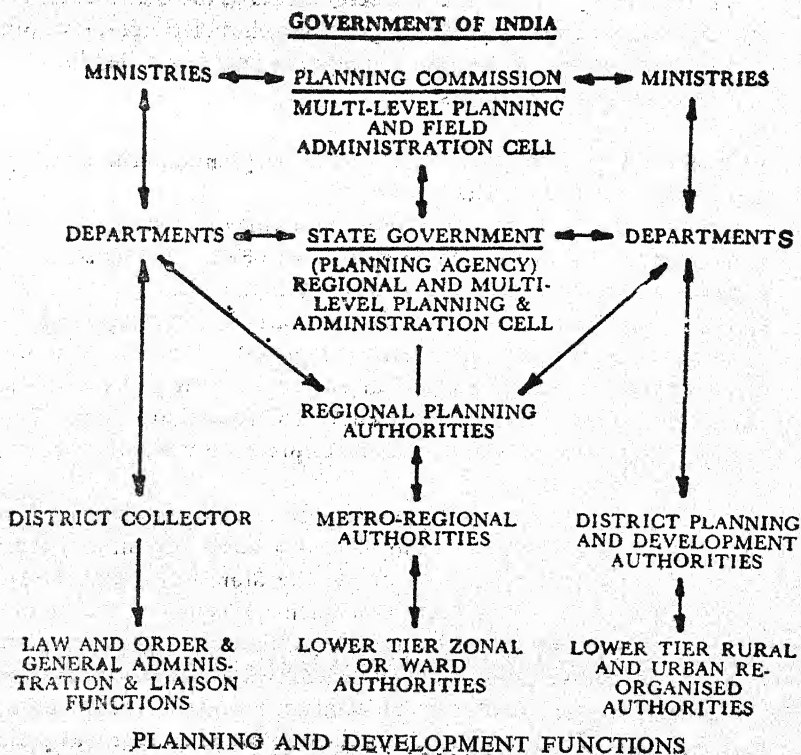 GOVERNMENT OF INDIA
MINISTRIES PLANNING COMMISSION MINISTRIES
MULTI-LEVEL PLANNING
AND FIELD
ADMINISTRATION CELL
DEPARTMENTS STATE GOVERNMENT DEPARTMENTS
(PLANNING AGENCY)
REGIONAL AND MULTI-
LEVEL PLANNING &
ADMINISTRATION CELL
REGIONAL PLANNING
AUTHORITIES
DISTRICT COLLECTOR
METRO-REGIONAL
AUTHORITIES
DISTRICT PLANNING
AND DEVELOPMENT
AUTHORITIES
LAW AND ORDER &
GENERAL ADMINIS-
TRATION & LIAISON
FUNCTIONS
LOWER TIER ZONAL
OR WARD
AUTHORITIES
LOWER TIER RURAL
AND URBAN RE-
ORGANISED
AUTHORITIES
PLANNING AND DEVELOPMENT FUNCTIONS